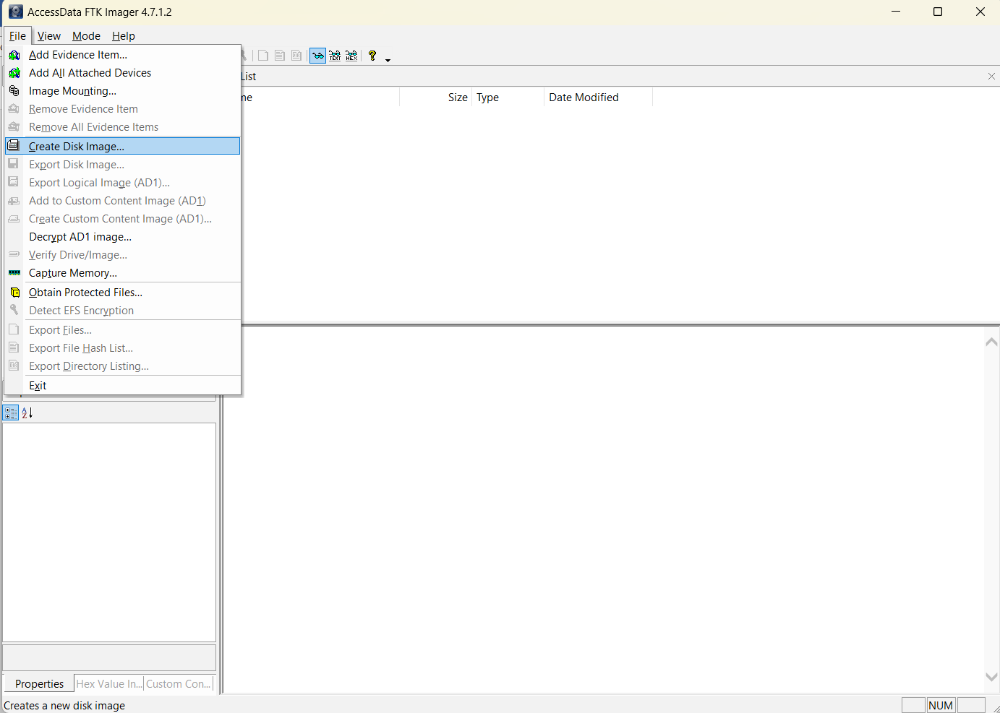 AccessData FTK Imager 4.7.1.2
File View Mode Help
Add Evidence Item...
Add All Attached Devices
Image Mounting...
Remove Evidence Item
Remove All Evidence Items
Create Disk Image...
Export Disk Image...
Export Logical Image (AD1)...
Add to Custom Content Image (AD1)
Create Custom Content Image (AD1)...
Decrypt AD1 image...
Verify Drive/Image...
Capture Memory...
Obtain Protected Files...
Detect EFS Encryption
Export Files...
Export File Hash List...
Export Directory Listing...
Exit
TEXT HEX
List
ne Size Type Date Modified
Properties Hex Value In... Custom Con...
Creates a new disk image
NUM